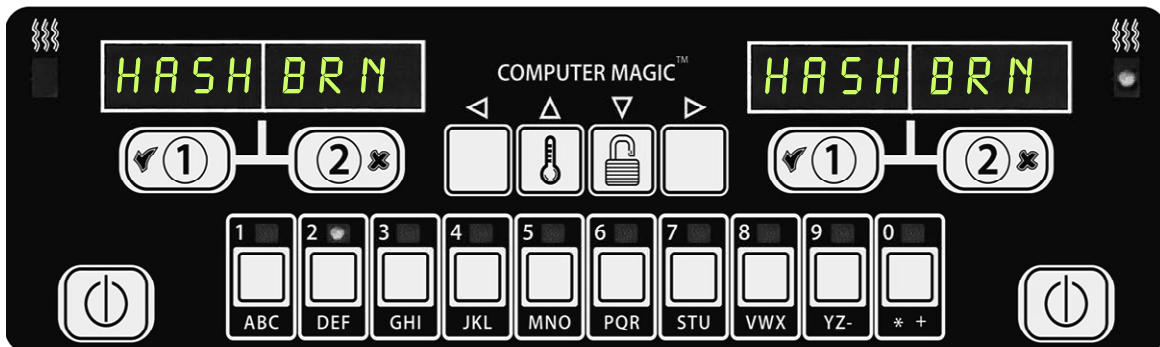 HASH BRN
COMPUTER MAGIC™
HASH BRN
1 2
1 2
1 2 3 4 5 6 7 8 9 0
ABC DEF GHI JKL MNO PQR STU VWX YZ- * +